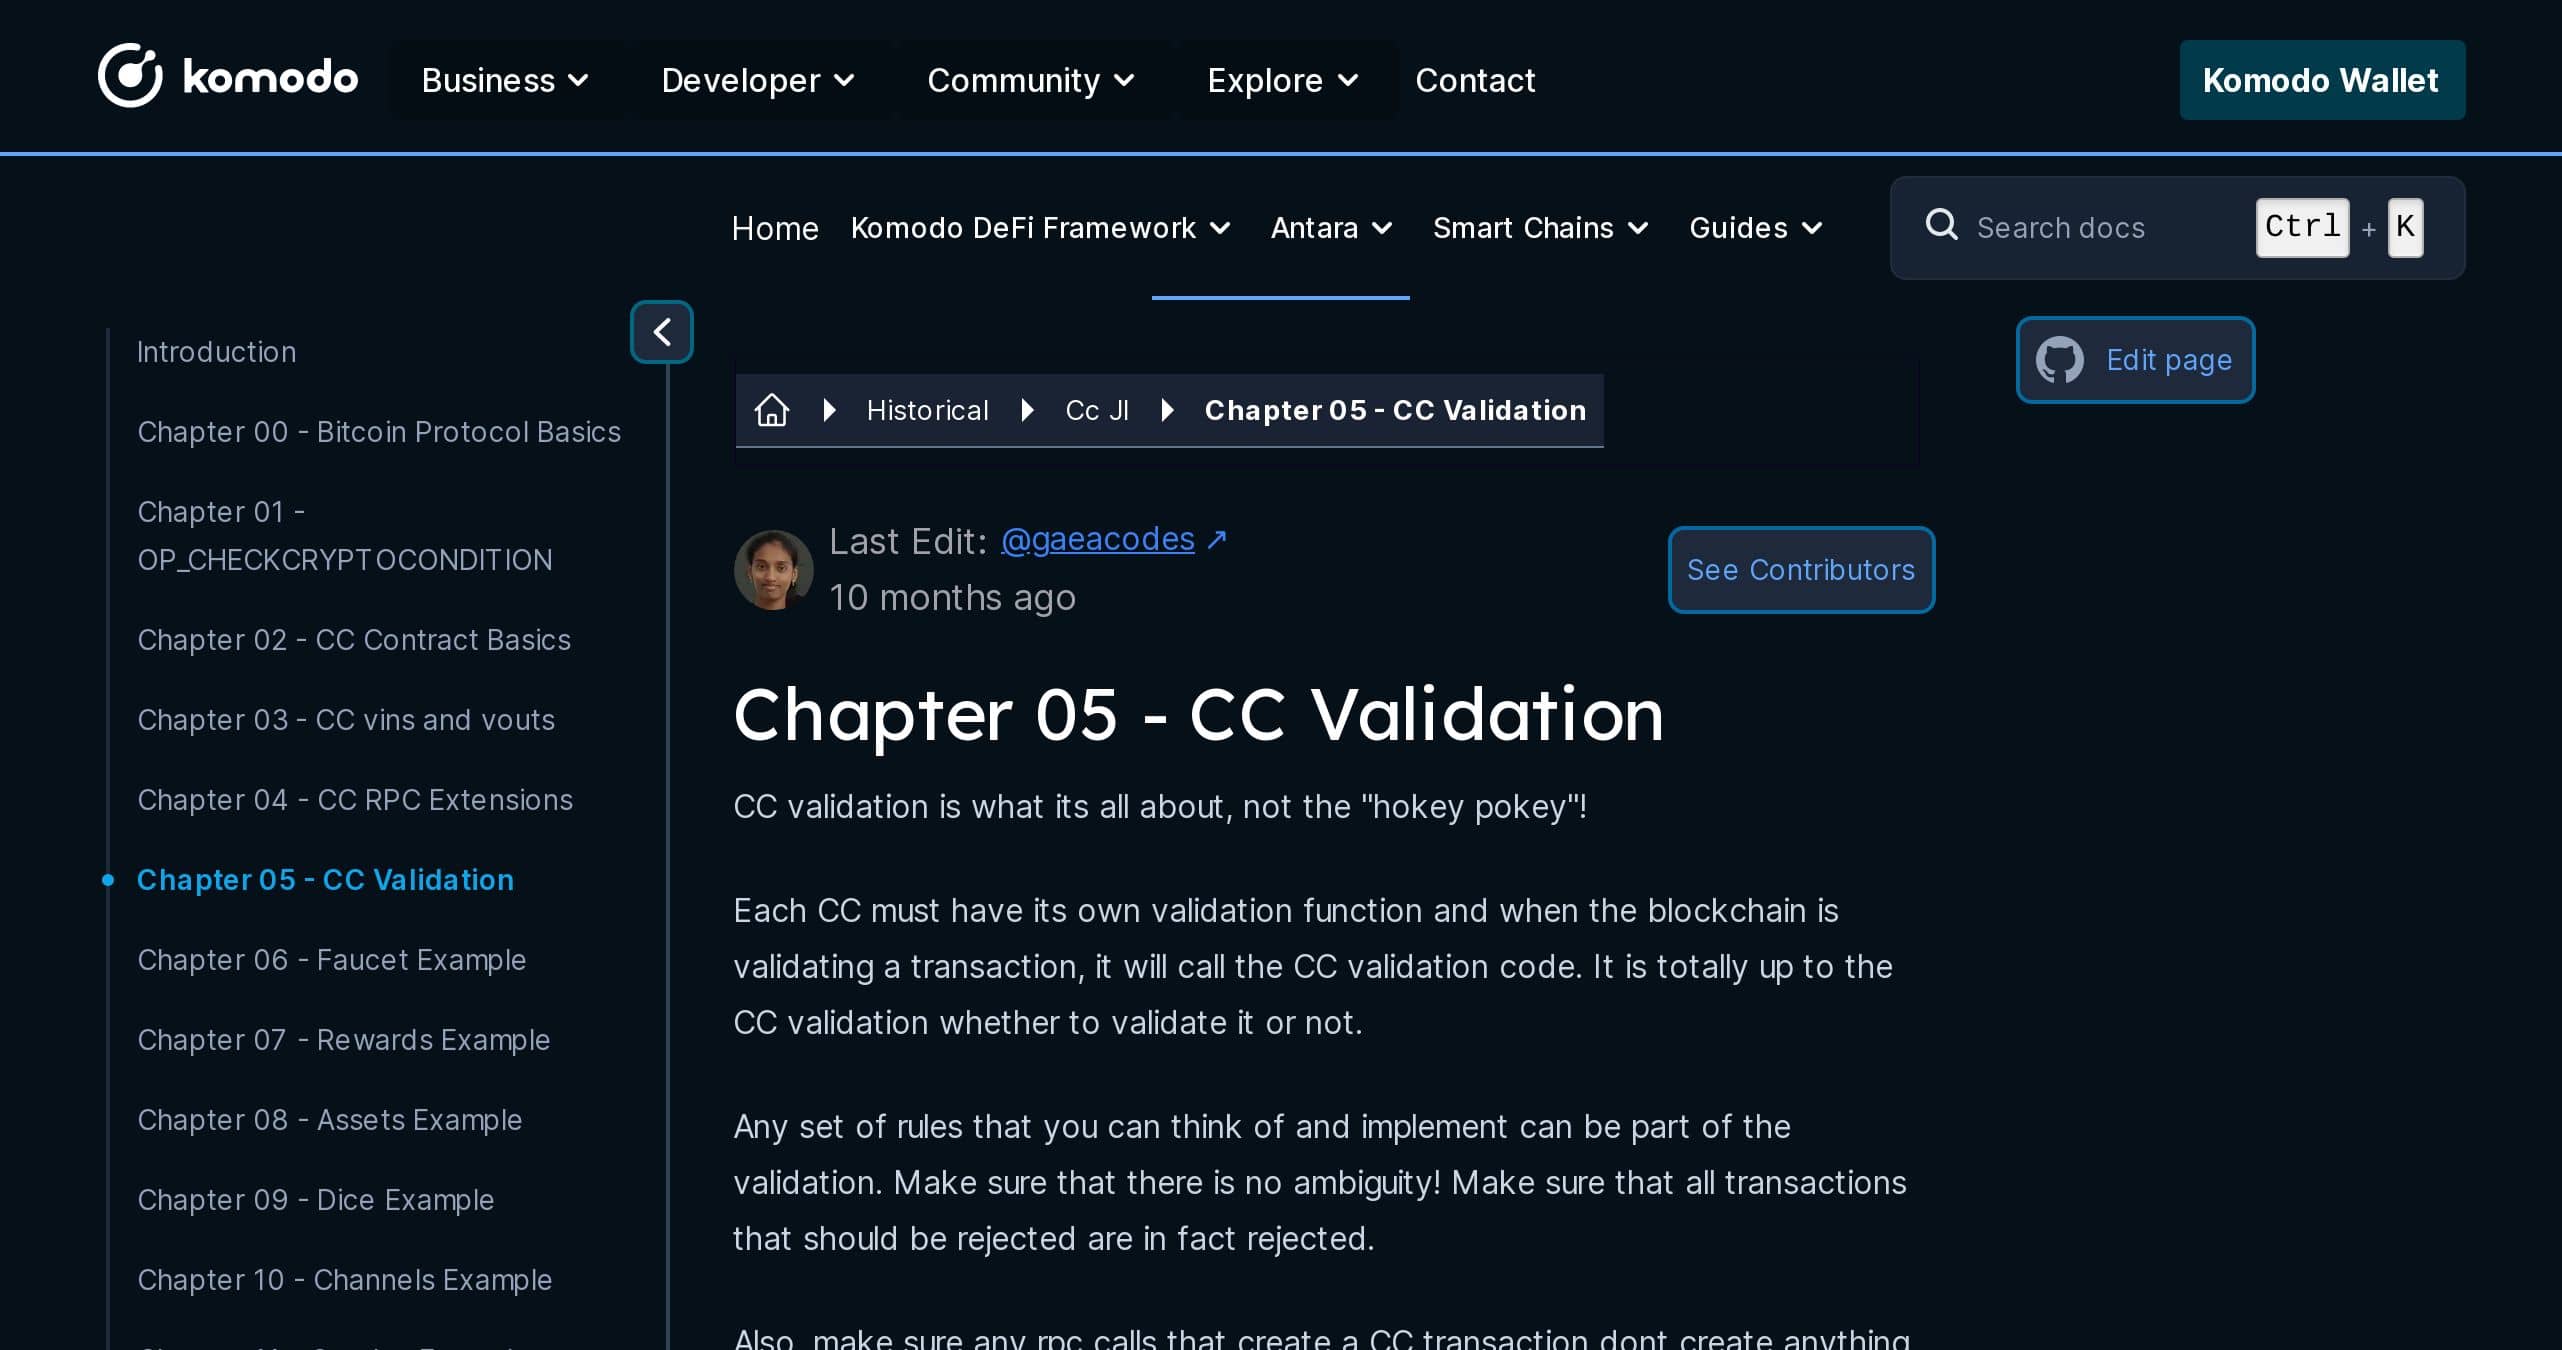 komodo Business Developer Community Explore Contact Komodo Wallet
Home Komodo DeFi Framework Antara Smart Chains Guides Search docs Ctrl + K
Introduction
Chapter 00 - Bitcoin Protocol Basics
Chapter 01 -
OP_CHECKCRYPTOCONDITION
Chapter 02 - CC Contract Basics
Chapter 03 - CC vins and vouts
Chapter 04 - CC RPC Extensions
Chapter 05 - CC Validation
Chapter 06 - Faucet Example
Chapter 07 - Rewards Example
Chapter 08 - Assets Example
Chapter 09 - Dice Example
Chapter 10 - Channels Example
Edit page
Historical Cc Jl Chapter 05 - CC Validation
Last Edit: @gaeacodes ↗
10 months ago
See Contributors
Chapter 05 - CC Validation
CC validation is what its all about, not the "hokey pokey"!
Each CC must have its own validation function and when the blockchain is
validating a transaction, it will call the CC validation code. It is totally up to the
CC validation whether to validate it or not.
Any set of rules that you can think of and implement can be part of the
validation. Make sure that there is no ambiguity! Make sure that all transactions
that should be rejected are in fact rejected.
Also, make sure any rpc calls that create a CC transaction dont create anything